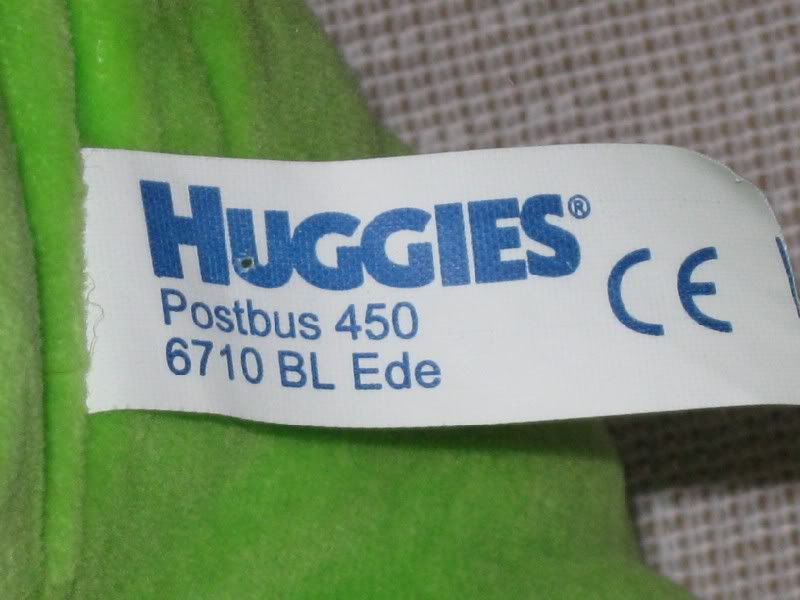 HUGGIES® CE
Postbus 450
6710 BL Ede